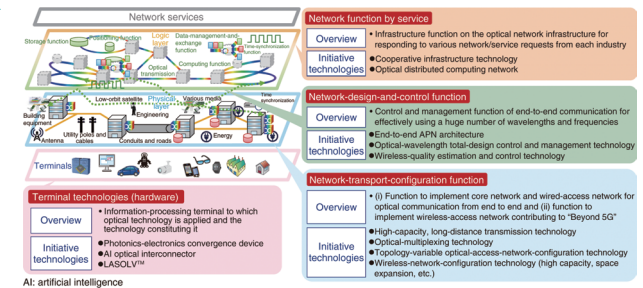 Network services
Storage function
Positioning function
Logic
layer
Data-management-and-
exchange
function
Time-synchronization
function
Optical
transmission
Computing function
Low-orbit satellite
Physical
layer
Various media
Time
synchronization
Building
equipment
Engineering
Antenna
Utility poles and
cables
Conduits and roads
Energy
Terminals
Terminal technologies (hardware)
Overview
• Information-processing terminal to which
optical technology is applied and the
technology constituting it
Initiative
technologies
●Photonics-electronics convergence device
●AI optical interconnector
●LASOLV™
AI: artificial intelligence
Network function by service
Overview
• Infrastructure function on the optical network infrastructure for
responding to various network/service requests from each industry
Initiative
technologies
●Cooperative infrastructure technology
●Optical distributed computing network
Network-design-and-control function
Overview
• Control and management function of end-to-end communication for
effectively using a huge number of wavelengths and frequencies
Initiative
technologies
●End-to-end APN architecture
●Optical-wavelength total-design control and management technology
●Wireless-quality estimation and control technology
Network-transport-configuration function
Overview
• (i) Function to implement core network and wired-access network for
optical communication from end to end and (ii) function to
implement wireless-access network contributing to “Beyond 5G”
Initiative
technologies
●High-capacity, long-distance transmission technology
●Optical-multiplexing technology
●Topology-variable optical-access-network-configuration technology
●Wireless-network-configuration technology (high capacity, space
expansion, etc.)